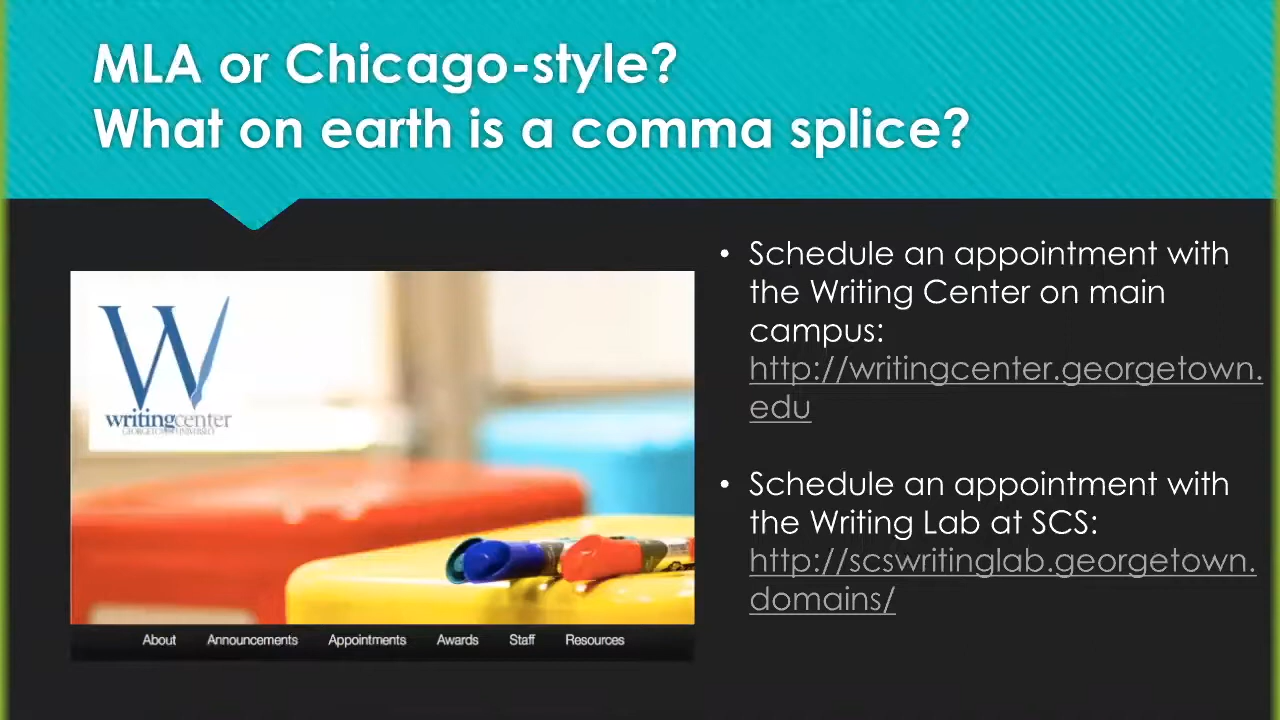 MLA or Chicago-style?
What on earth is a comma splice?
• Schedule an appointment with
the Writing Center on main
campus:
http://writingcenter.georgetown.
edu
• Schedule an appointment with
the Writing Lab at SCS:
http://scswritinglab.georgetown.
domains/
W
writingcenter
GEORGETOWN UNIVERSITY
About Announcements Appointments Awards Staff Resources